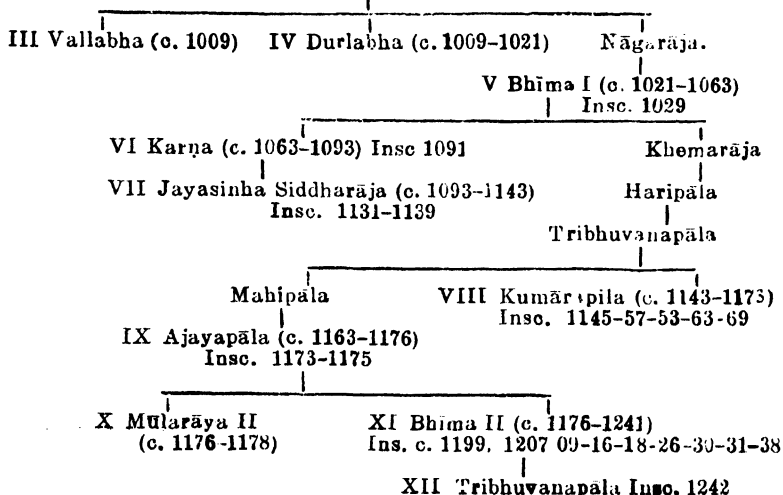 III Vallabha (c. 1009) IV Durlabha (c. 1009-1021) Nāgarāja.
V Bhīma I (c. 1021-1063)
Insc. 1029
VI Karṇa (c. 1063-1093) Insc 1091 Khemarāja
VII Jayasinha Siddharāja (c. 1093-1143) Haripāla
Insc. 1131-1139
Tribhuvanapāla
Mahipāla VIII Kumār pila (c. 1143-1173)
Insc. 1145-57-53-63-69
IX Ajayapāla (c. 1163-1176)
Insc. 1173-1175
X Mūlarāya II XI Bhima II (c. 1176-1241)
(c. 1176-1178) Ins. c. 1199, 1207 09-16-18-26-30-31-38
XII Tribhuvanapāla Insc. 1242